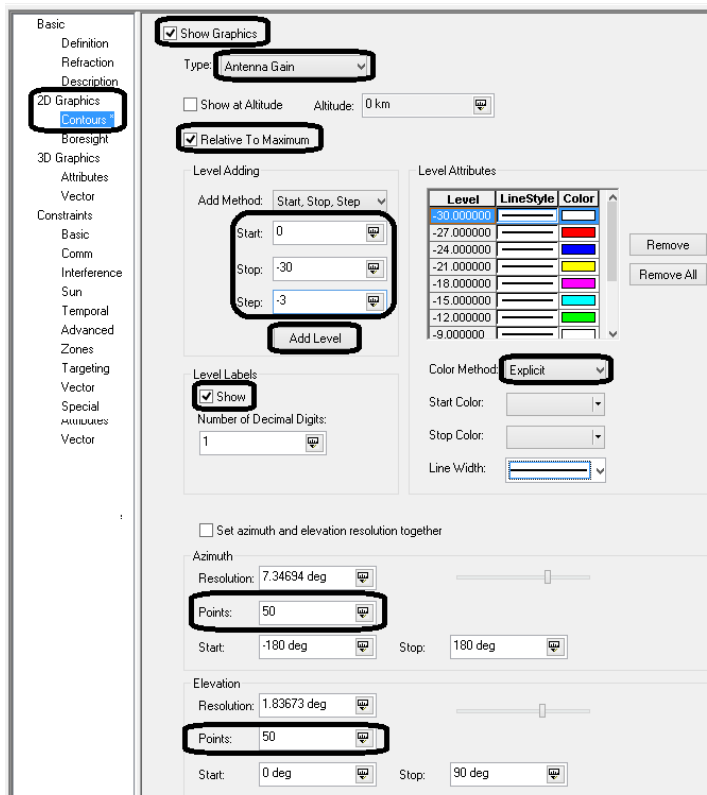 Basic
Definition
Refraction
Description
2D Graphics
Contours *
Boresight
3D Graphics
Attributes
Vector
Constraints
Basic
Comm
Interference
Sun
Temporal
Advanced
Zones
Targeting
Vector
Special
Attributes
Vector
Show Graphics
Type: Antenna Gain
Show at Altitude Altitude: 0 km
Relative To Maximum
Level Adding
Add Method: Start, Stop, Step
Start: 0
Stop: -30
Step: -3
Add Level
Level Labels
Show
Number of Decimal Digits:
1
Level Attributes
Level LineStyle Color
-30.000000
-27.000000
-24.000000
-21.000000
-18.000000
-15.000000
-12.000000
-9.000000
Remove
Remove All
Color Method: Explicit
Start Color:
Stop Color:
Line Width:
Set azimuth and elevation resolution together
Azimuth
Resolution: 7.34694 deg
Points: 50
Start: -180 deg Stop: 180 deg
Elevation
Resolution: 1.83673 deg
Points: 50
Start: 0 deg Stop: 90 deg